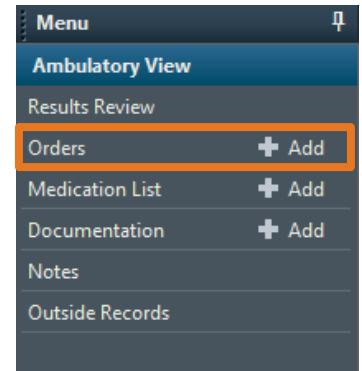 Menu
Ambulatory View
Results Review
Orders Add
Medication List Add
Documentation Add
Notes
Outside Records